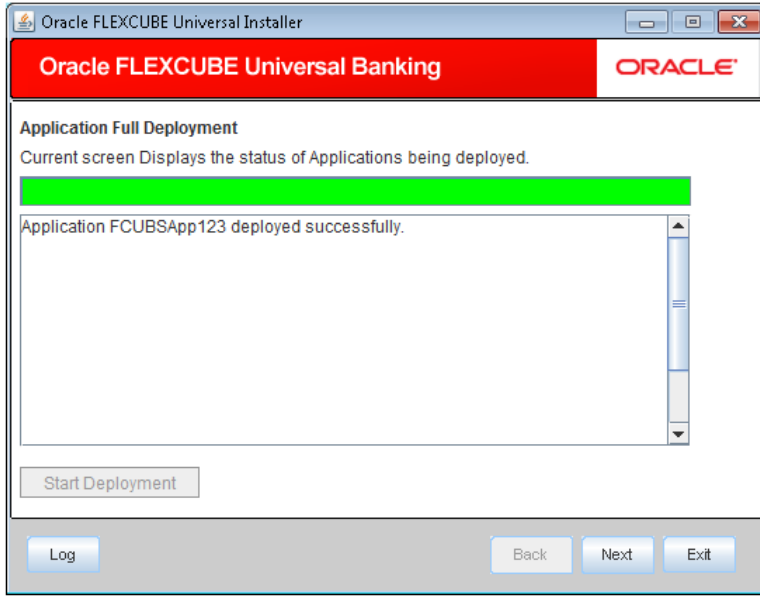 Oracle FLEXCUBE Universal Installer
Oracle FLEXCUBE Universal Banking
ORACLE®
Application Full Deployment
Current screen Displays the status of Applications being deployed.
Application FCUBSApp123 deployed successfully.
Start Deployment
Log Back Next Exit